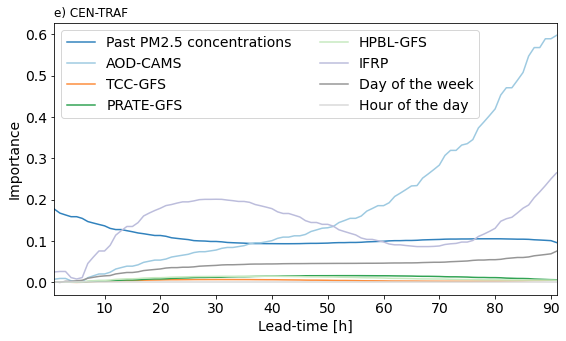 e) CEN-TRAF
Past PM2.5 concentrations
AOD-CAMS
TCC-GFS
PRATE-GFS
HPBL-GFS
IFRP
Day of the week
Hour of the day
Importance
0.6
0.5
0.4
0.3
0.2
0.1
0.0
10 20 30 40 50 60 70 80 90
Lead-time [h]